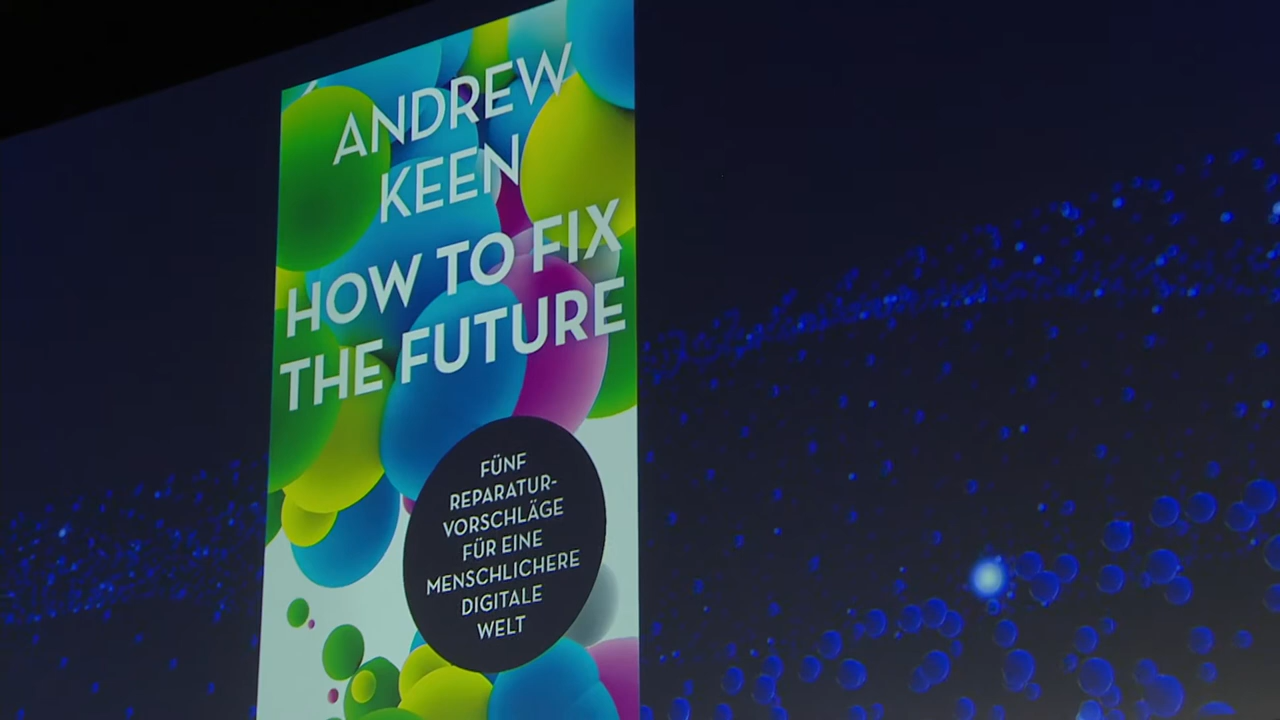 ANDREW
KEEN
HOW TO FIX
THE FUTURE
FÜNF
REPARATUR-
VORSCHLÄGE
FÜR EINE
MENSCHLICHERE
DIGITALE
WELT